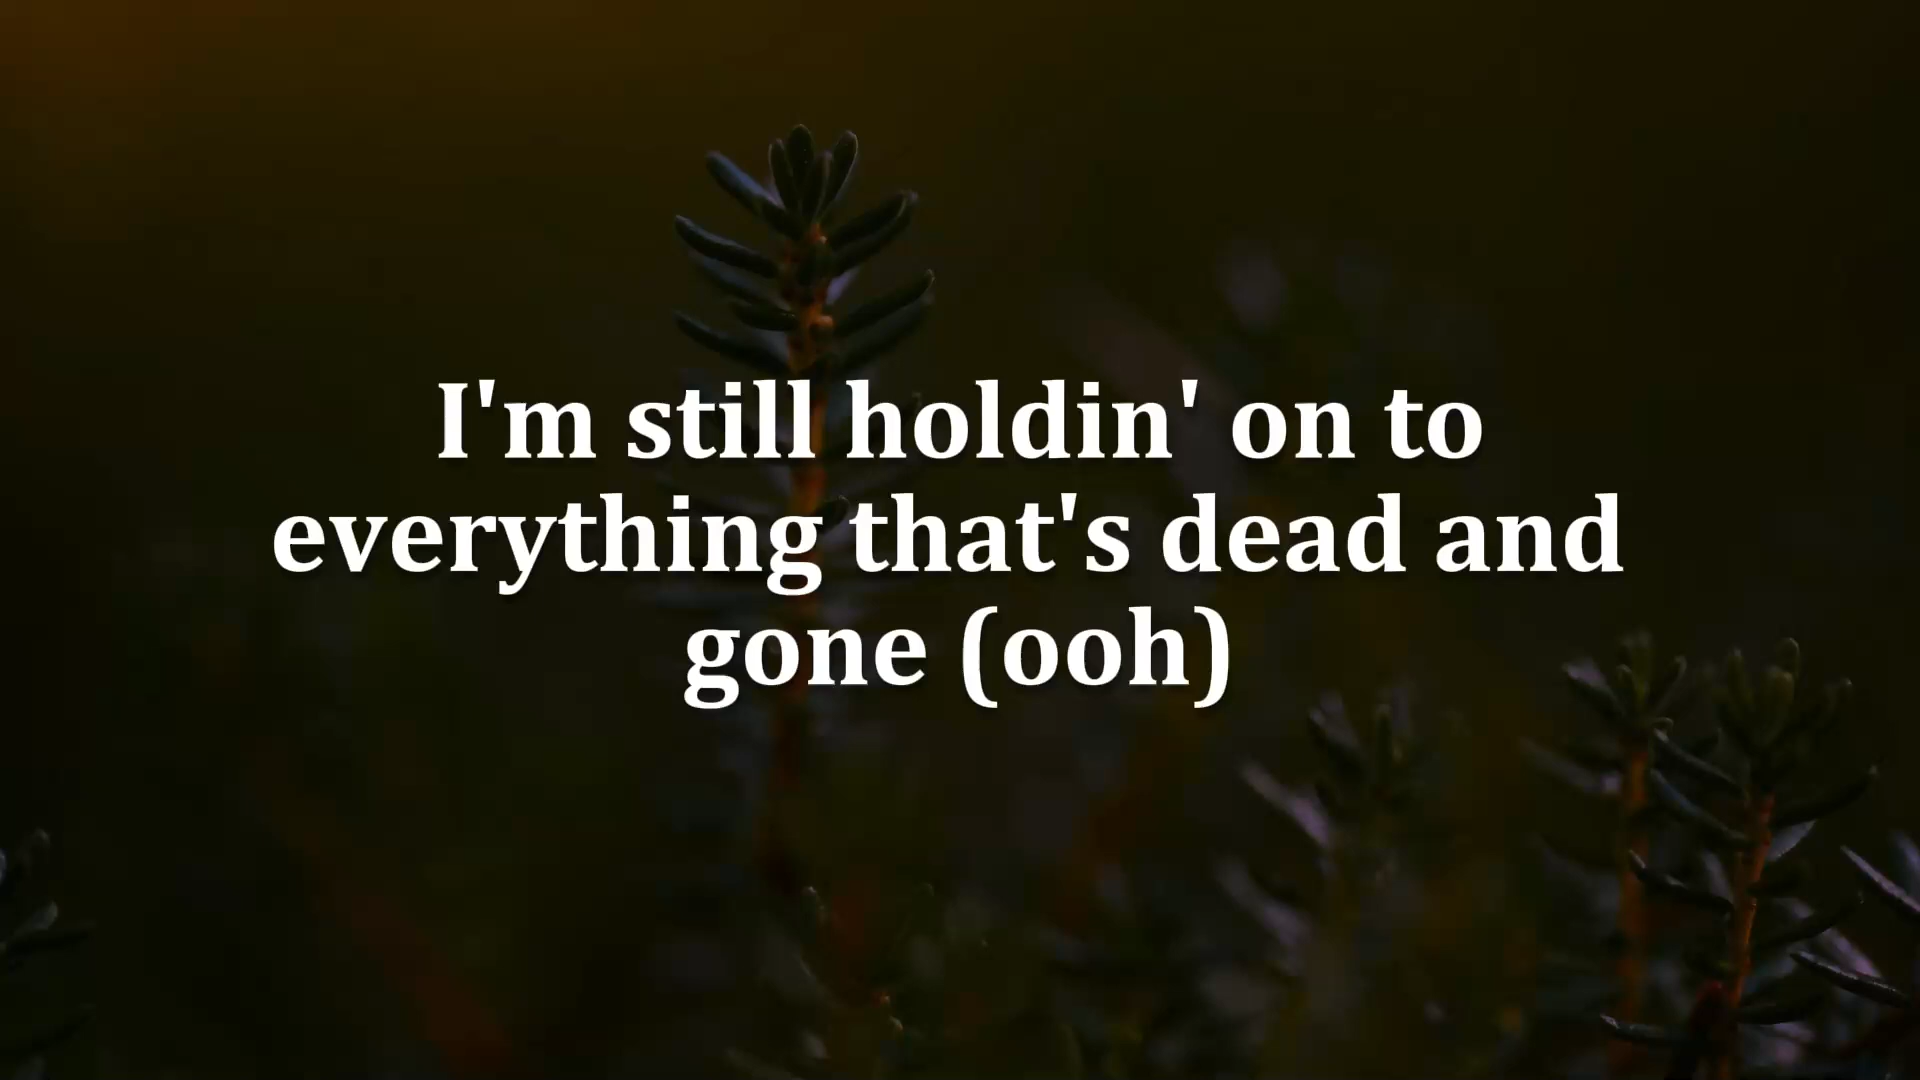 I'm still holdin' on to
everything that's dead and
gone (ooh)